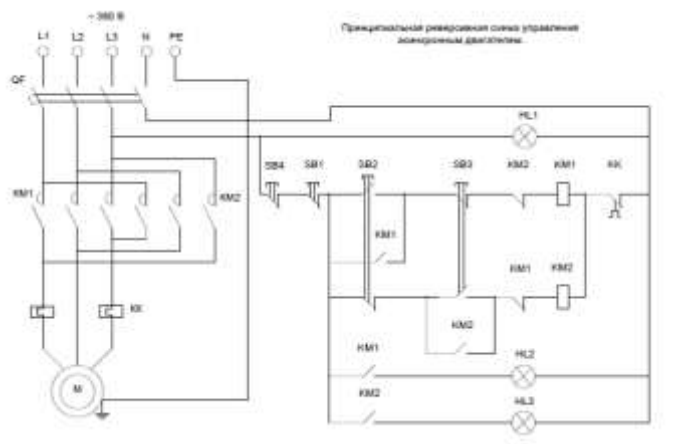 ~ 380 В
Принципиальная реверсивная схема управления
асинхронным двигателем.
L1 L2 L3 N PE
QF
HL1
SB4 SB1 SB2 SB3 KM2 KM1 KK
KM1 KM2
KM1
KM1 KM2
KK
KM2
KM1 HL2
M
KM2 HL3